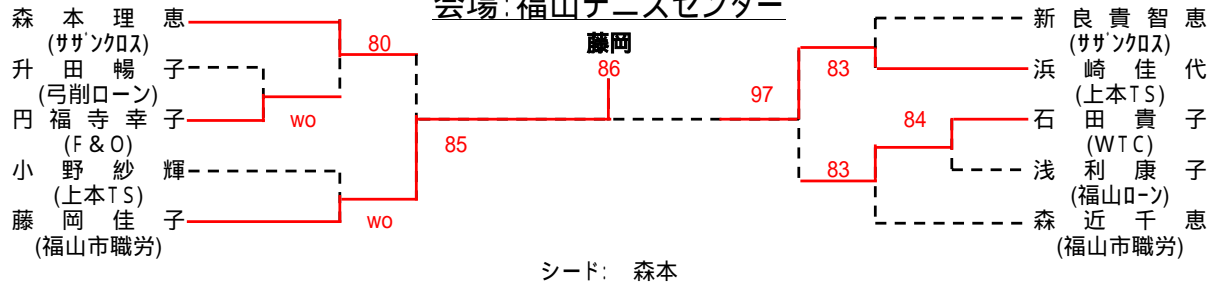 会場:福山テニスセンター
森本理恵
(ｻｻﾞﾝｸﾛｽ)
升田暢子
(弓削ローン)
円福寺幸子
(F＆O)
小野紗輝
(上本TS)
藤岡佳子
(福山市職労)
80
wo
wo
85
藤岡
86
97
83
84
83
新良貴智恵
(ｻｻﾞﾝｸﾛｽ)
浜崎佳代
(上本TS)
石田貴子
(WTC)
浅利康子
(福山ﾛｰﾝ)
森近千恵
(福山市職労)
シード: 森本